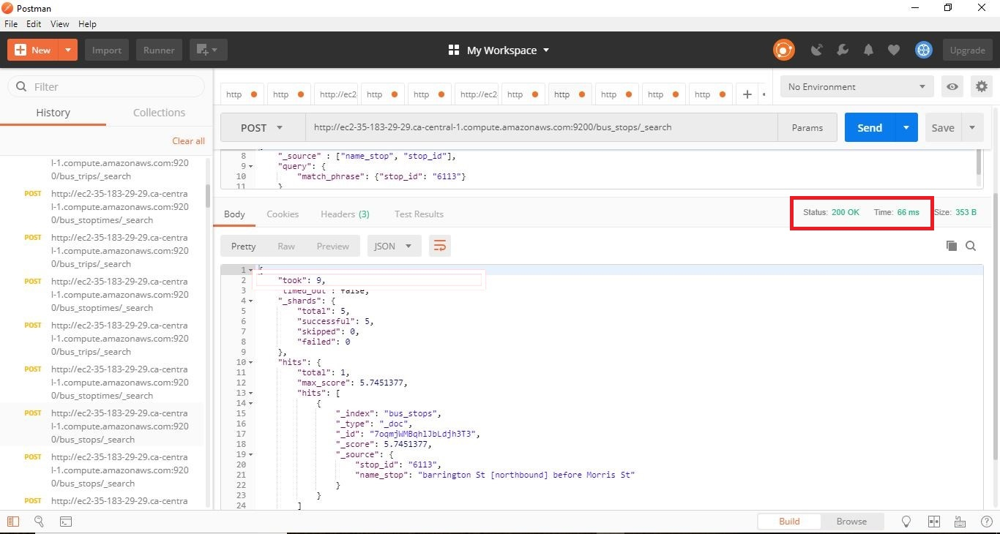 Postman
File Edit View Help
New Import Runner My Workspace Upgrade
Filter
History Collections
Clear all
l-1.compute.amazonaws.com:920
0/bus_trips/_search
POST http://ec2-35-183-29-29.ca-centra
l-1.compute.amazonaws.com:920
0/bus_stoptimes/_search
POST http://ec2-35-183-29-29.ca-centra
l-1.compute.amazonaws.com:920
0/bus_trips/_search
POST http://ec2-35-183-29-29.ca-centra
l-1.compute.amazonaws.com:920
0/bus_stoptimes/_search
POST http://ec2-35-183-29-29.ca-centra
l-1.compute.amazonaws.com:920
0/bus_trips/_search
POST http://ec2-35-183-29-29.ca-centra
l-1.compute.amazonaws.com:920
0/bus_stoptimes/_search
POST http://ec2-35-183-29-29.ca-centra
l-1.compute.amazonaws.com:920
0/bus_stops/_search
POST http://ec2-35-183-29-29.ca-centra
l-1.compute.amazonaws.com:920
0/bus_stops/_search
POST http://ec2-35-183-29-29.ca-centra
http http http://ec2 http http http://ec2 http http http http http +
No Environment
POST http://ec2-35-183-29-29.ca-central-1.compute.amazonaws.com:9200/bus_stops/_search Params Send Save
8 "_source" : ["name_stop", "stop_id"],
9 "query": {
10 "match_phrase": {"stop_id": "6113"}
11 }
Body Cookies Headers (3) Test Results
Status: 200 OK Time: 66 ms Size: 353 B
Pretty Raw Preview JSON
1 {
2 "took": 9,
3 "timed_out": false,
4 "_shards": {
5 "total": 5,
6 "successful": 5,
7 "skipped": 0,
8 "failed": 0
9 },
10 "hits": {
11 "total": 1,
12 "max_score": 5.7451377,
13 "hits": [
14 {
15 "_index": "bus_stops",
16 "_type": "_doc",
17 "_id": "7oqmjWMBqhlJbLdjh3T3",
18 "_score": 5.7451377,
19 "_source": {
20 "stop_id": "6113",
21 "name_stop": "barrington St [northbound] before Morris St"
22 }
23 }
24 ]
Build Browse